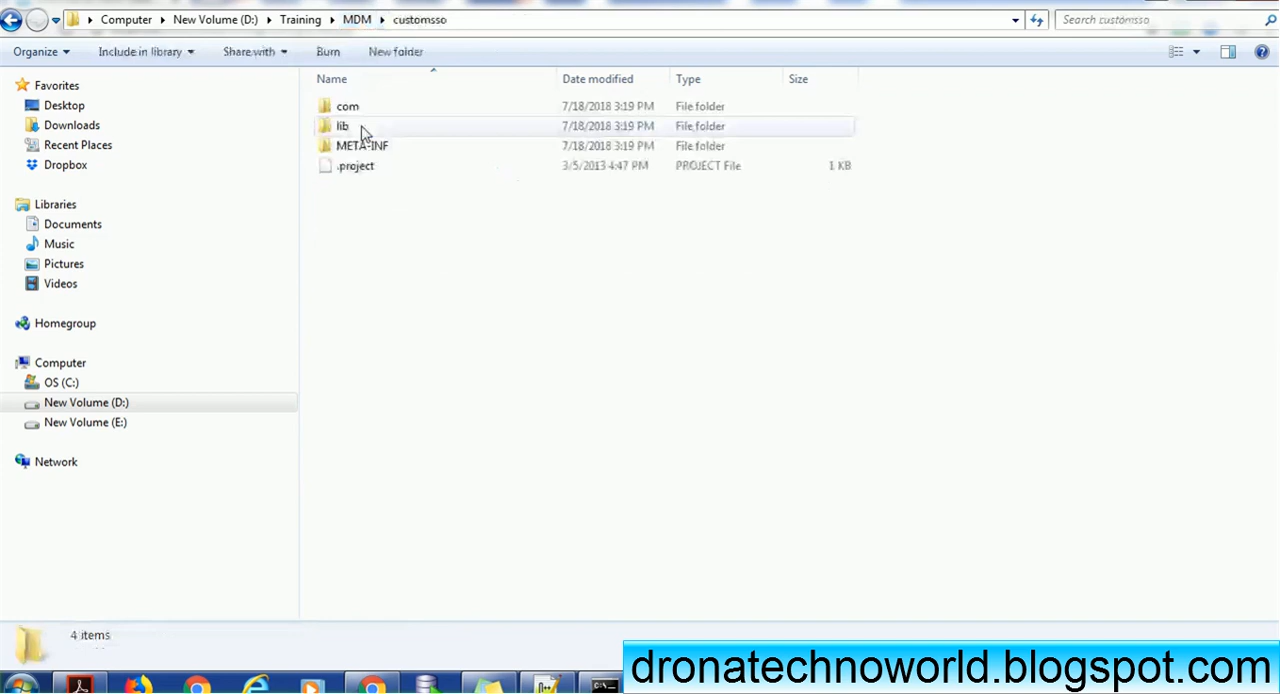 Computer New Volume (D:) Training MDM customsso Search customsso
Organize Include in library Share with Burn New folder
Name Date modified Type Size
com 7/18/2018 3:19 PM File folder
lib 7/18/2018 3:19 PM File folder
META-INF 7/18/2018 3:19 PM File folder
.project 3/5/2013 4:47 PM PROJECT File 1 KB
Favorites
Desktop
Downloads
Recent Places
Dropbox
Libraries
Documents
Music
Pictures
Videos
Homegroup
Computer
OS (C:)
New Volume (D:)
New Volume (E:)
Network
4 items
dronatechnoworld.blogspot.com